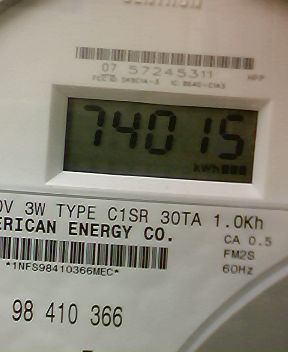 07 57245311
74015
kWh
0V 3W TYPE C1SR 30TA 1.0Kh
ERICAN ENERGY CO.
CA 0.5
FM2S
60Hz
*1NFS98410366MEC*
98 410 366